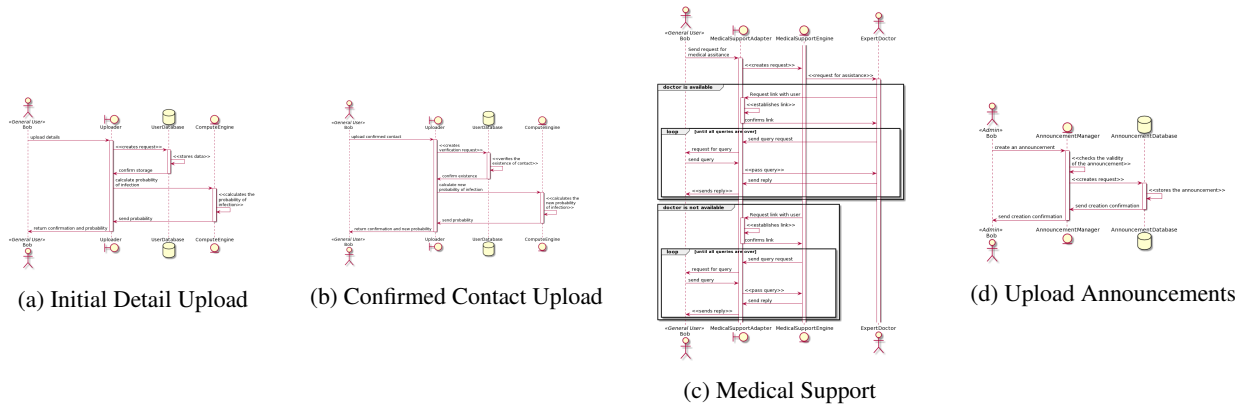 «General User»
Bob
Uploader
UserDatabase
ComputeEngine
upload details
<<creates request>>
<<stores data>>
confirm storage
calculate probability
of infection
<<calculates the
probability of
infection>>
send probability
return confirmation and probability
«General User»
Bob
Uploader
UserDatabase
ComputeEngine
(a) Initial Detail Upload
«General User»
Bob
Uploader
UserDatabase
ComputeEngine
upload confirmed contact
<<creates
verification request>>
<<verifies the
existence of contact>>
confirm existence
calculate new
probability of infection
<<calculates the
new probability
of infection>>
send probability
return confirmation and new probability
«General User»
Bob
Uploader
UserDatabase
ComputeEngine
(b) Confirmed Contact Upload
«General User»
Bob
MedicalSupportAdapter
MedicalSupportEngine
ExpertDoctor
Send request for
medical assitance
<<creates request>>
<<request for assistance>>
doctor is available
Request link with user
<<establishes link>>
confirms link
loop
[until all queries are over]
send query request
request for query
send query
<<pass query>>
send reply
<<sends reply>>
doctor is not available
Request link with user
<<establishes link>>
confirms link
loop
[until all queries are over]
send query request
request for query
send query
<<pass query>>
send reply
<<sends reply>>
«General User»
Bob
MedicalSupportAdapter
MedicalSupportEngine
ExpertDoctor
(c) Medical Support
«Admin»
Bob
AnnouncementManager
AnnouncementDatabase
create an announcement
<<checks the validity
of the announcement>>
<<creates request>>
<<stores the announcement>>
send creation confirmation
send creation confirmation
«Admin»
Bob
AnnouncementManager
AnnouncementDatabase
(d) Upload Announcements